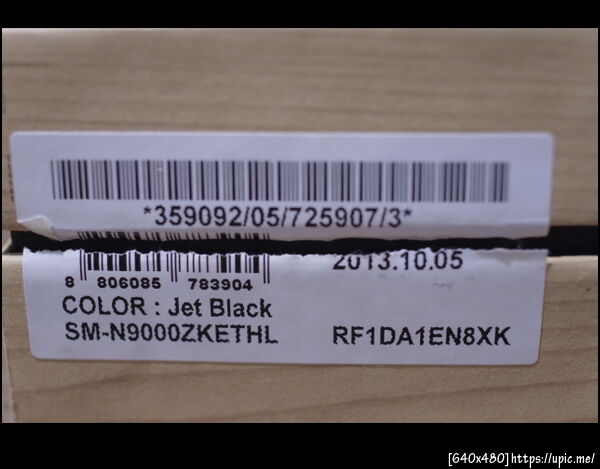 *359092/05/725907/3*
2013.10.05
8 806085 783904
COLOR : Jet Black
SM-N9000ZKETHL RF1DA1EN8XK
[640x480]https://upic.me/